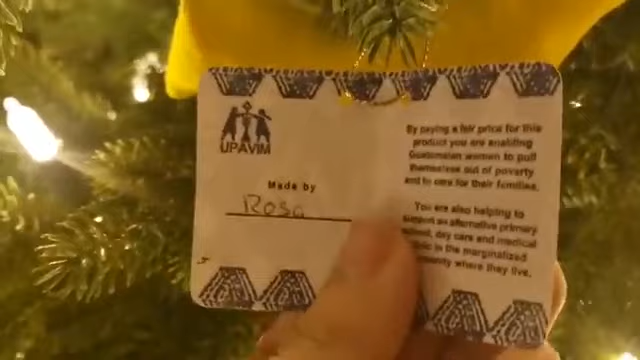 UPAVIM
Made by
Rosa
By paying a fair price for this
product you are enabling
Guatemalan women to pull
themselves out of poverty
and to care for their families.
You are also helping to
support an alternative primary
school, day care and medical
clinic in the marginalized
community where they live.